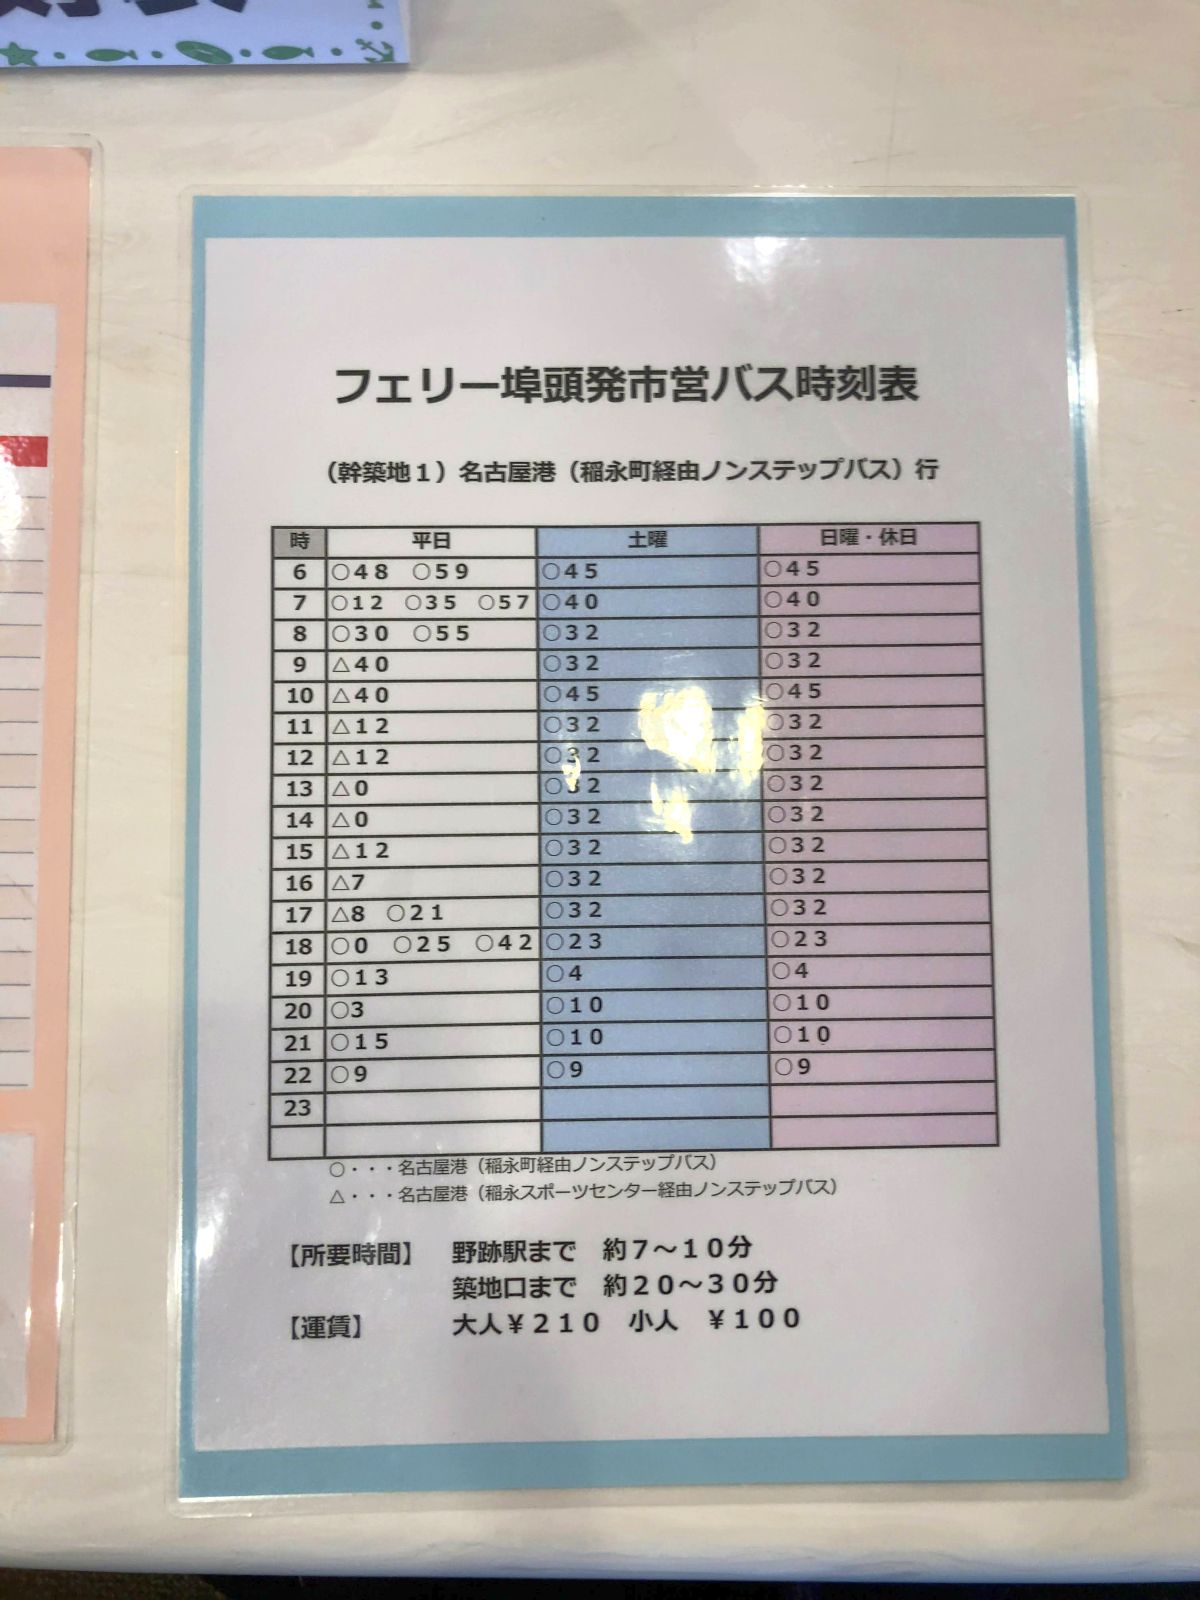 フェリー埠頭発市営バス時刻表
（幹築地１）名古屋港（稲永町経由ノンステップバス）行
時 平日 土曜 日曜・休日
6 ○48 ○59 ○45 ○45
7 ○12 ○35 ○57 ○40 ○40
8 ○30 ○55 ○32 ○32
9 △40 ○32 ○32
10 △40 ○45 ○45
11 △12 ○32 ○32
12 △12 ○32 ○32
13 △0 ○32 ○32
14 △0 ○32 ○32
15 △12 ○32 ○32
16 △7 ○32 ○32
17 △8 ○21 ○32 ○32
18 ○0 ○25 ○42 ○23 ○23
19 ○13 ○4 ○4
20 ○3 ○10 ○10
21 ○15 ○10 ○10
22 ○9 ○9 ○9
23
○・・・名古屋港（稲永町経由ノンステップバス）
△・・・名古屋港（稲永スポーツセンター経由ノンステップバス）
【所要時間】 野跡駅まで 約７～１０分
築地口まで 約２０～３０分
【運賃】 大人￥２１０ 小人 ￥１００